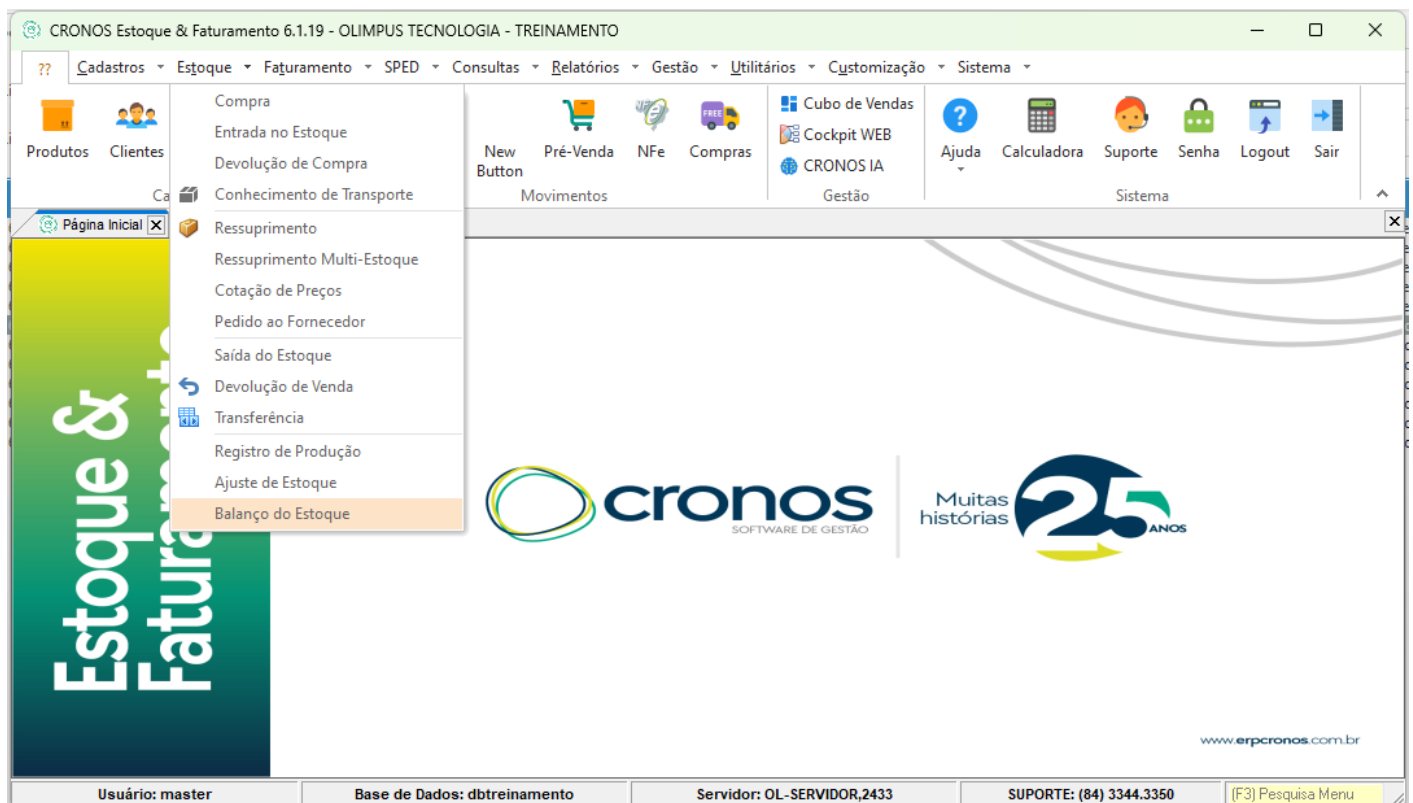 CRONOS Estoque & Faturamento 6.1.19 - OLIMPUS TECNOLOGIA - TREINAMENTO
?? Cadastros Estoque Faturamento SPED Consultas Relatórios Gestão Utilitários Customização Sistema
Produtos Clientes
Compra
Entrada no Estoque
Devolução de Compra
Conhecimento de Transporte
Ressuprimento
Ressuprimento Multi-Estoque
Cotação de Preços
Pedido ao Fornecedor
Saída do Estoque
Devolução de Venda
Transferência
Registro de Produção
Ajuste de Estoque
Balanço do Estoque
New Button
Pré-Venda NFe FREE Compras
Movimentos
Cubo de Vendas
Cockpit WEB
CRONOS IA
Gestão
Ajuda Calculadora Suporte Senha Logout Sair
Sistema
Página Inicial
Estoque &
Faturamento
cronos
SOFTWARE DE GESTÃO
Muitas
histórias
25
ANOS
www.erpcronos.com.br
Usuário: master Base de Dados: dbtreinamento Servidor: OL-SERVIDOR,2433 SUPORTE: (84) 3344.3350 (F3) Pesquisa Menu